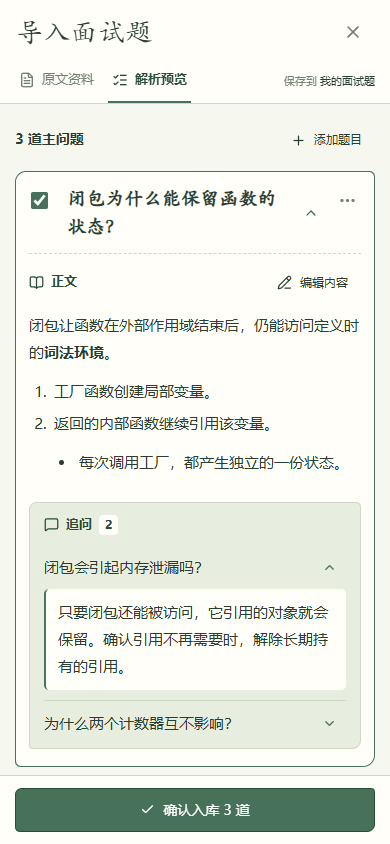 导入面试题
原文资料
解析预览
保存到 我的面试题
3 道主问题
添加题目
闭包为什么能保留函数的
状态？
正文
编辑内容
闭包让函数在外部作用域结束后，仍能访问定义时
的词法环境。
1. 工厂函数创建局部变量。
2. 返回的内部函数继续引用该变量。
• 每次调用工厂，都产生独立的一份状态。
追问 2
闭包会引起内存泄漏吗？
只要闭包还能被访问，它引用的对象就会
保留。确认引用不再需要时，解除长期持
有的引用。
为什么两个计数器互不影响？
确认入库 3 道